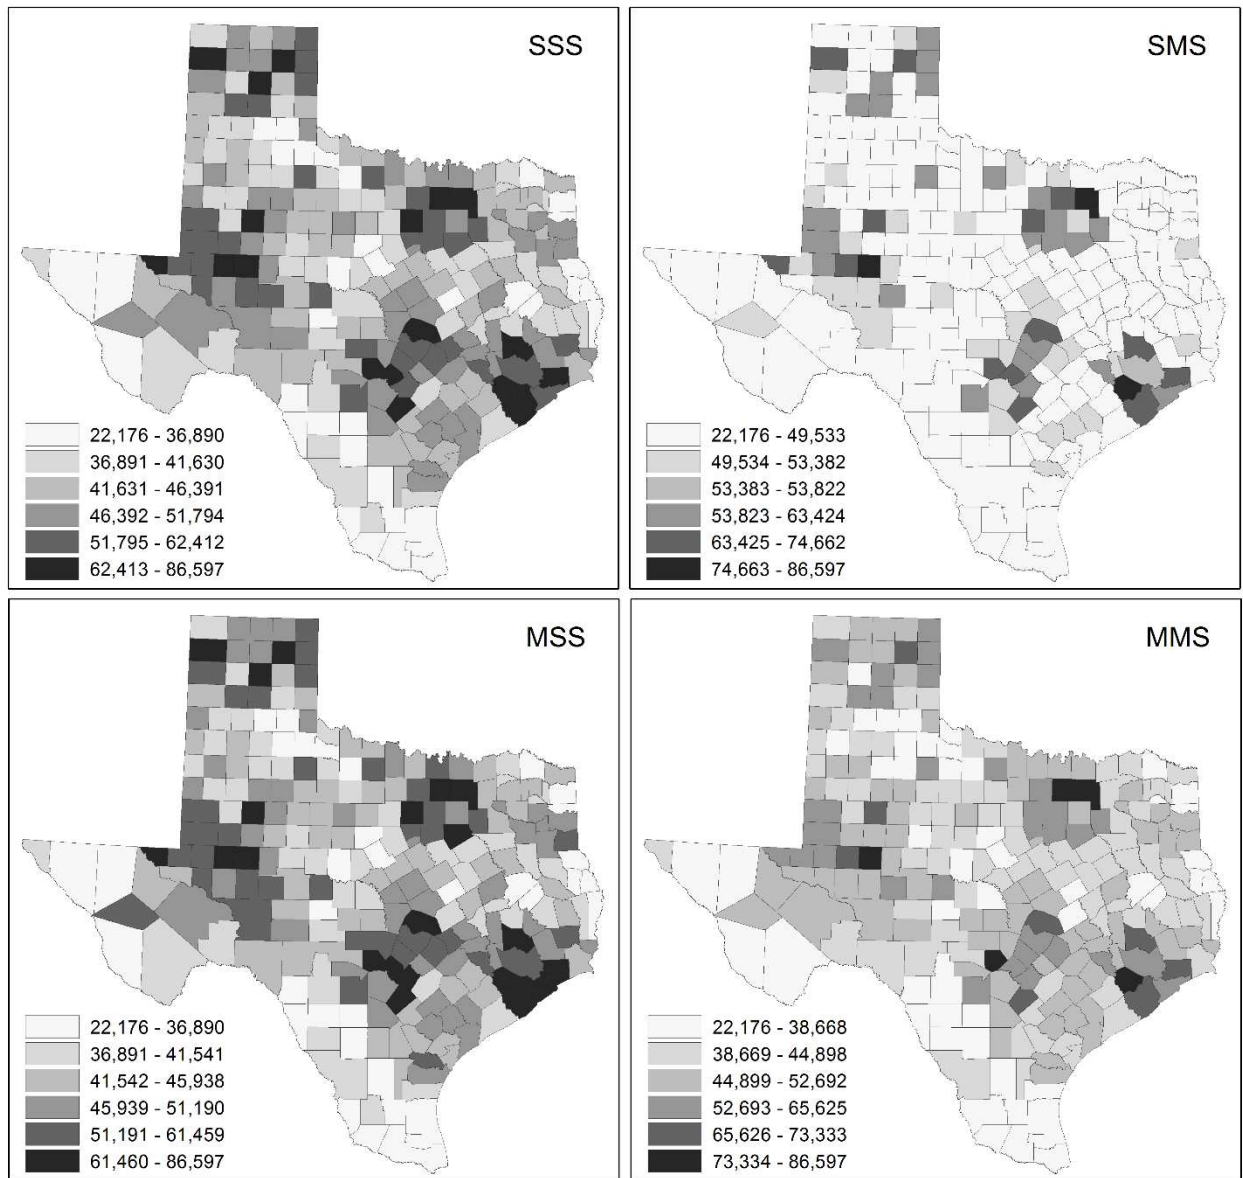 SSS
22,176 - 36,890
36,891 - 41,630
41,631 - 46,391
46,392 - 51,794
51,795 - 62,412
62,413 - 86,597
SMS
22,176 - 49,533
49,534 - 53,382
53,383 - 53,822
53,823 - 63,424
63,425 - 74,662
74,663 - 86,597
MSS
22,176 - 36,890
36,891 - 41,541
41,542 - 45,938
45,939 - 51,190
51,191 - 61,459
61,460 - 86,597
MMS
22,176 - 38,668
38,669 - 44,898
44,899 - 52,692
52,693 - 65,625
65,626 - 73,333
73,334 - 86,597